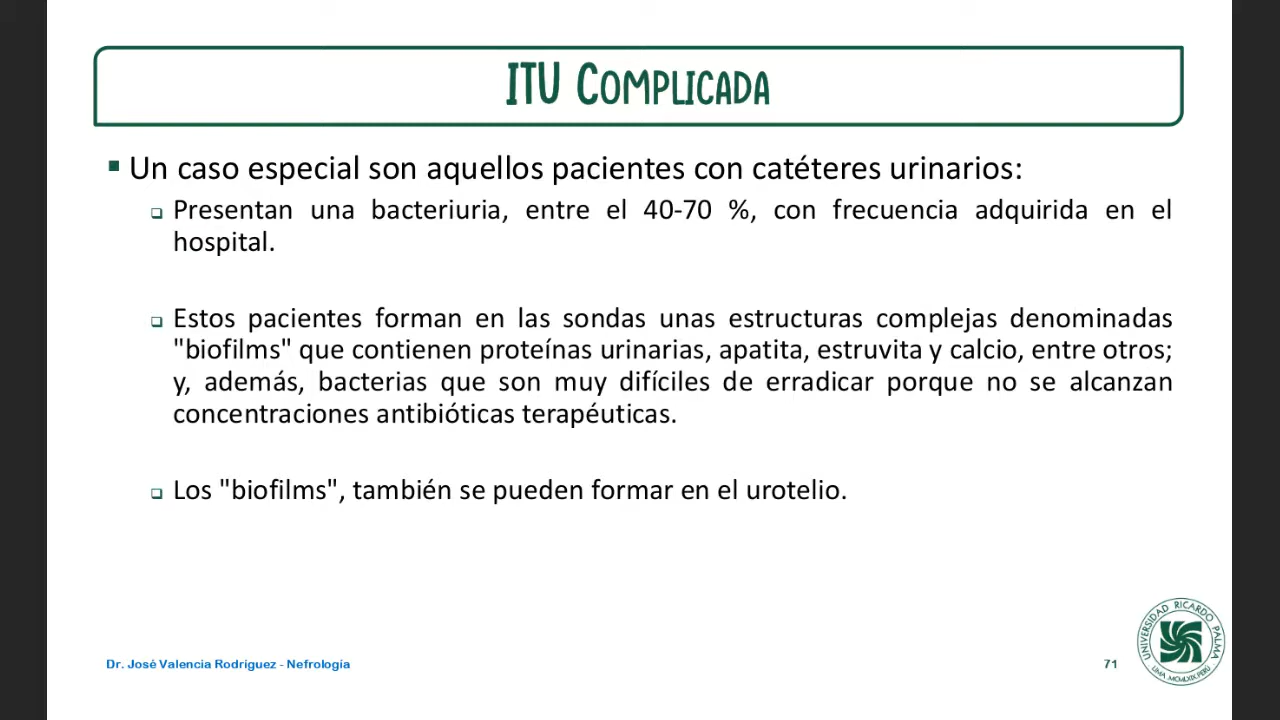 ITU COMPLICADA
Un caso especial son aquellos pacientes con catéteres urinarios:
Presentan una bacteriuria, entre el 40-70 %, con frecuencia adquirida en el
hospital.
Estos pacientes forman en las sondas unas estructuras complejas denominadas
"biofilms" que contienen proteínas urinarias, apatita, estruvita y calcio, entre otros;
y, además, bacterias que son muy difíciles de erradicar porque no se alcanzan
concentraciones antibióticas terapéuticas.
Los "biofilms", también se pueden formar en el urotelio.
Dr. José Valencia Rodríguez - Nefrología
71
UNIVERSIDAD RICARDO PALMA
LIMA, MCMLXIX, PERÚ